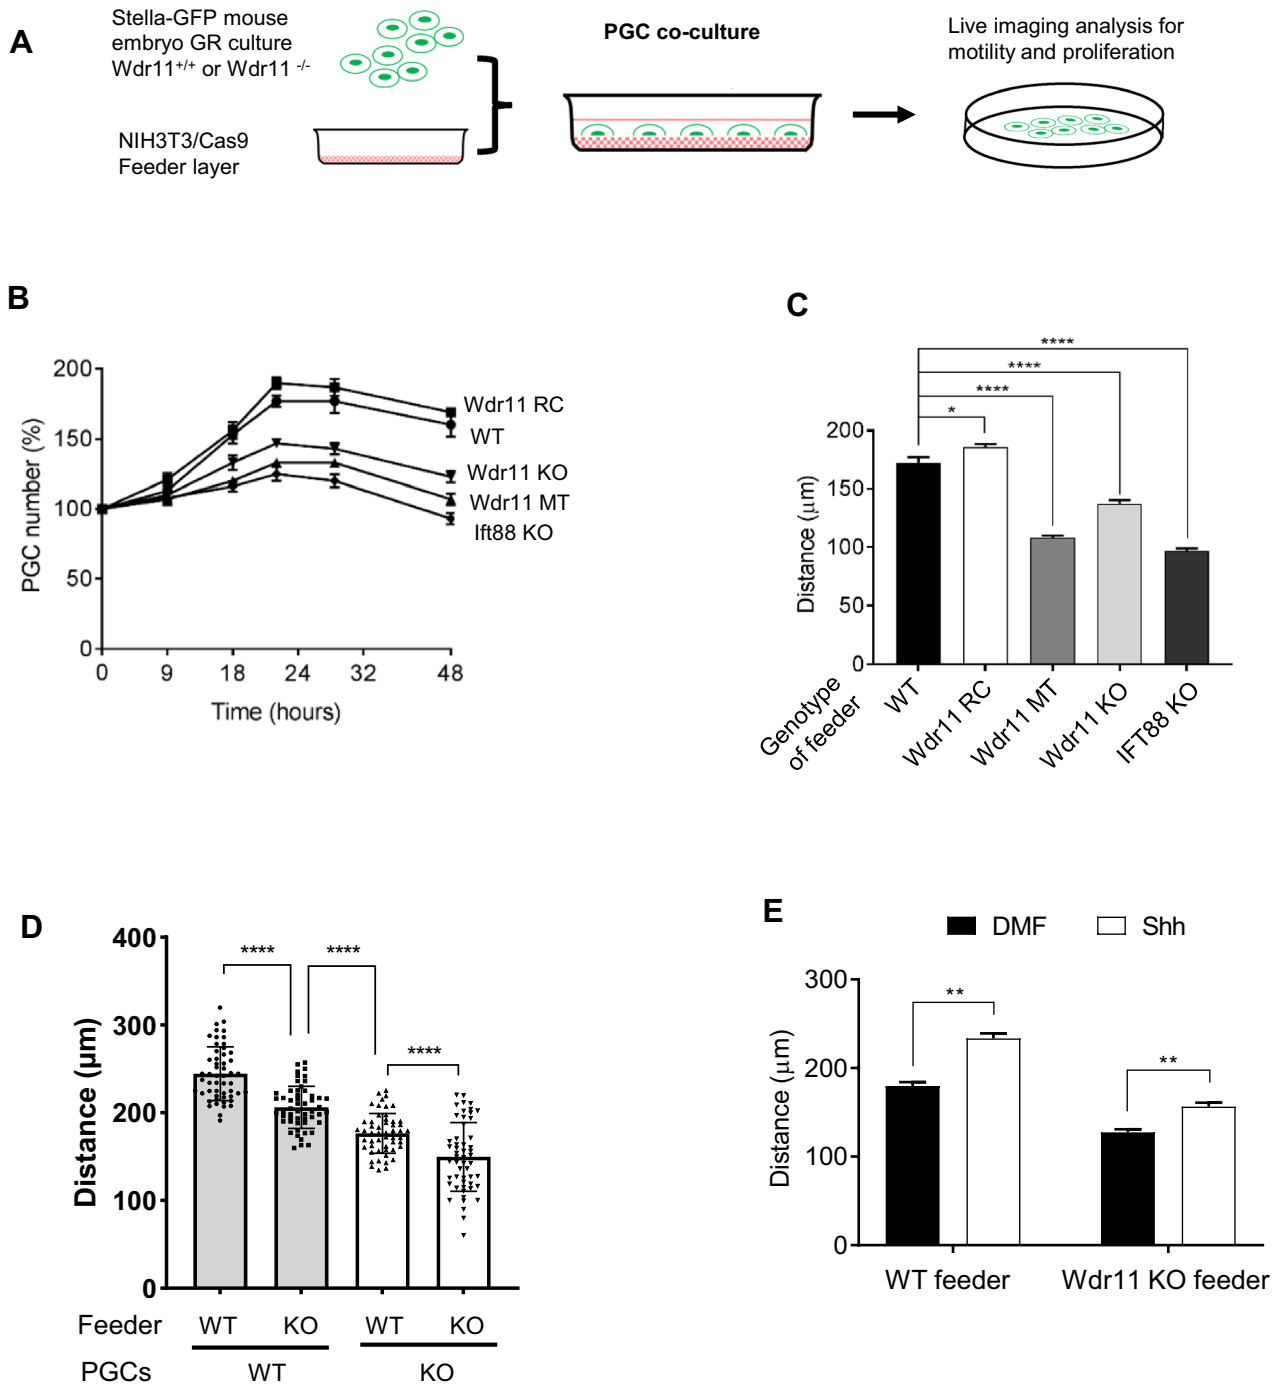 A
Stella-GFP mouse
embryo GR culture
Wdr11+/+ or Wdr11 -/-
NIH3T3/Cas9
Feeder layer
PGC co-culture
Live imaging analysis for
motility and proliferation
B
PGC number (%)
200
150
100
50
0
0 9 18 24 32 48
Time (hours)
Wdr11 RC
WT
Wdr11 KO
Wdr11 MT
Ift88 KO
C
****
****
****
*
Distance (µm)
200
150
100
50
0
Genotype
of feeder
WT
Wdr11 RC
Wdr11 MT
Wdr11 KO
IFT88 KO
D
**** ****
****
Distance (µm)
400
300
200
100
0
Feeder WT KO WT KO
PGCs WT KO
E
DMF Shh
**
**
Distance (µm)
300
200
100
0
WT feeder Wdr11 KO feeder